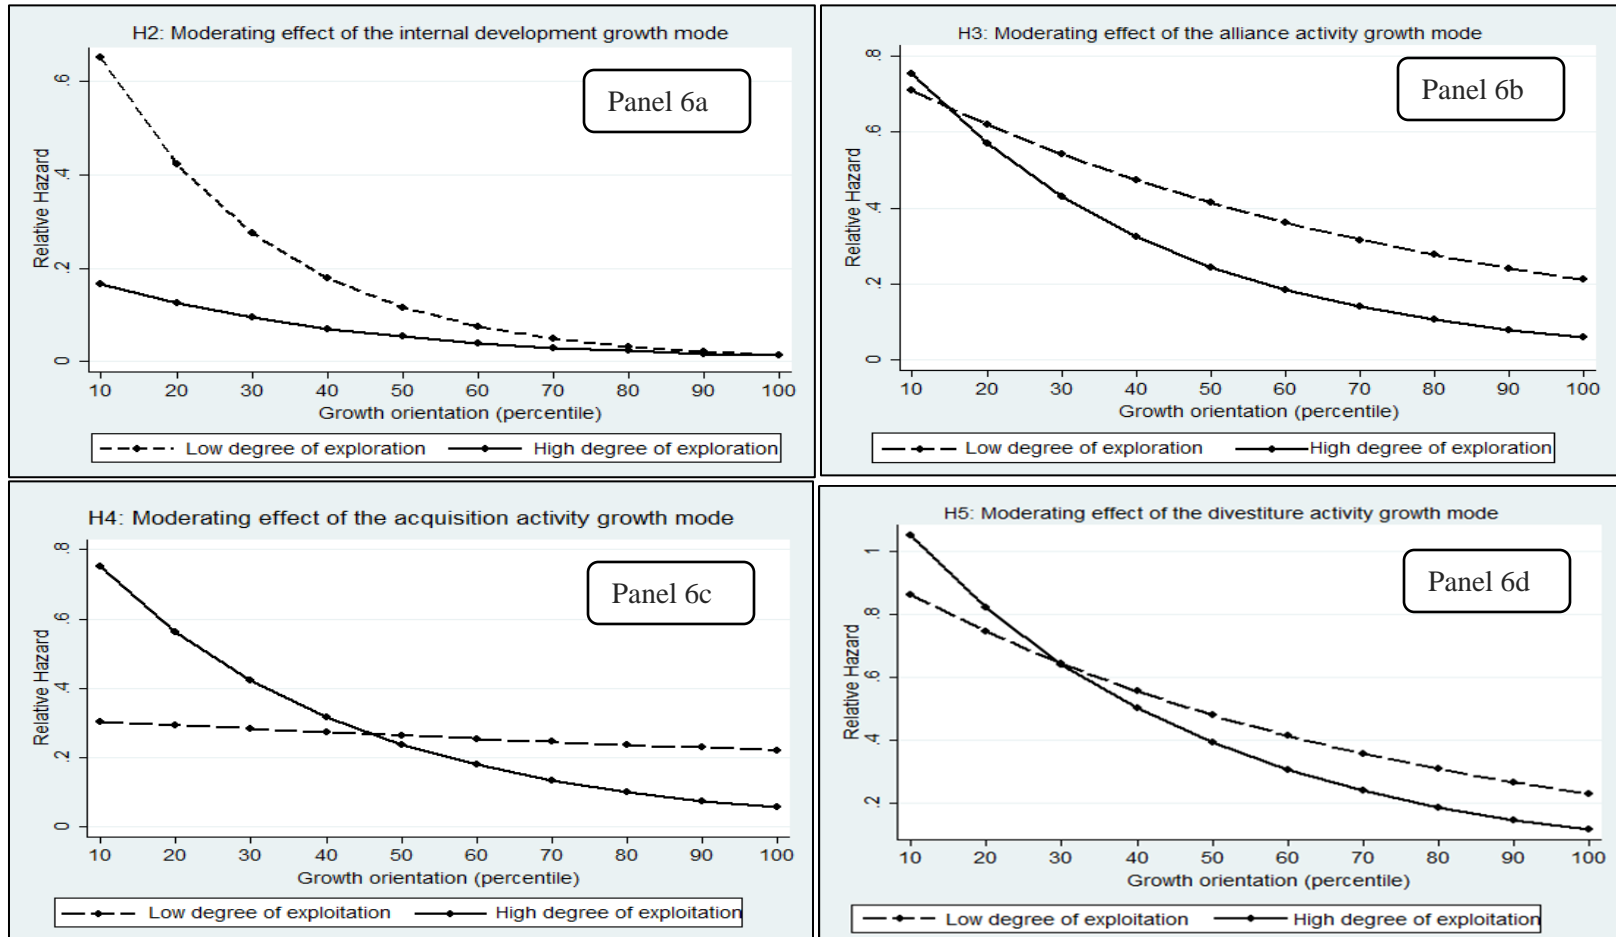 H2: Moderating effect of the internal development growth mode
Panel 6a
Relative Hazard
.6
.4
.2
0
10 20 30 40 50 60 70 80 90 100
Growth orientation (percentile)
Low degree of exploration High degree of exploration
H3: Moderating effect of the alliance activity growth mode
Panel 6b
Relative Hazard
.8
.6
.4
.2
0
10 20 30 40 50 60 70 80 90 100
Growth orientation (percentile)
Low degree of exploration High degree of exploration
H4: Moderating effect of the acquisition activity growth mode
Panel 6c
Relative Hazard
.8
.6
.4
.2
0
10 20 30 40 50 60 70 80 90 100
Growth orientation (percentile)
Low degree of exploitation High degree of exploitation
H5: Moderating effect of the divestiture activity growth mode
Panel 6d
Relative Hazard
1
.8
.6
.4
.2
10 20 30 40 50 60 70 80 90 100
Growth orientation (percentile)
Low degree of exploitation High degree of exploitation